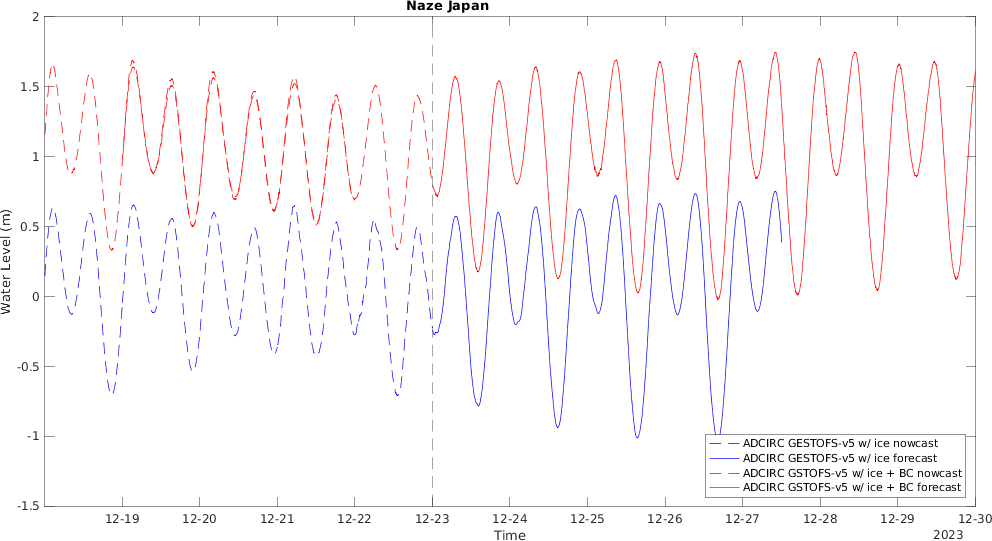 Naze Japan
2
1.5
1
0.5
0
-0.5
-1
-1.5
Water Level (m)
12-19 12-20 12-21 12-22 12-23 12-24 12-25 12-26 12-27 12-28 12-29 12-30
Time
2023
ADCIRC GESTOFS-v5 w/ ice nowcast
ADCIRC GESTOFS-v5 w/ ice forecast
ADCIRC GSTOFS-v5 w/ ice + BC nowcast
ADCIRC GSTOFS-v5 w/ ice + BC forecast